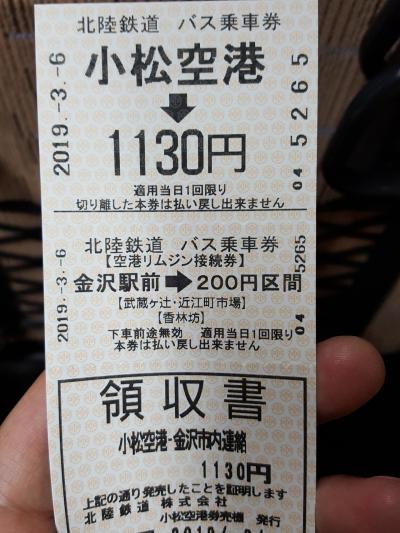 北陸鉄道 バス乗車券
小松空港
⬇
1130円
適用当日1回限り
切り離した本券は払い戻し出来ません
2019.-3.-6
04 5265
北陸鉄道 バス乗車券
【空港リムジン接続券】
金沢駅前➡200円区間
【武蔵ヶ辻・近江町市場】
【香林坊】
下車前途無効 適用当日1回限り
本券は払い戻し出来ません
2019.-3.-6
04 5265
領収書
小松空港-金沢市内連絡
1130円
上記の通り発売したことを証明します
北陸鉄道 株式会社
小松空港券売機 発行